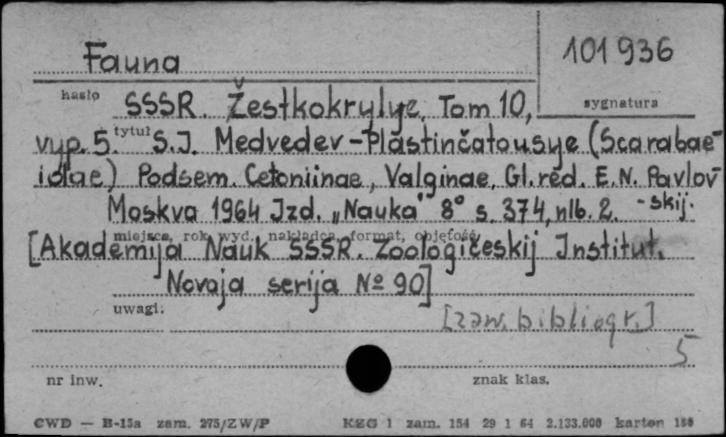 Fauna
101936
hasło SSSR. Žestkokrylye, Tom 10,
sygnatura
vyp. 5. tytuł S.I. Medvedev - Plastinčatousye (Scarabae-
idae) Podsem. Cetoniinae, Valginae, Gl. red. E.N. Pavlov
Moskva 1964 Izd. „Nauka" 8° s. 374, nlb. 2. -skij.
miejsce, rok wyd., nakładca, format, objętość
[Akademija Nauk SSSR. Zoologičeskij Institut.
Novaja serija № 90]
uwagi:
[zaw. bibliogr.]
5
nr inw.
znak klas.
CWD — B-15a zam. 275/ZW/P
KZG 1 zam. 154 29 1 64 2.133.000 karton